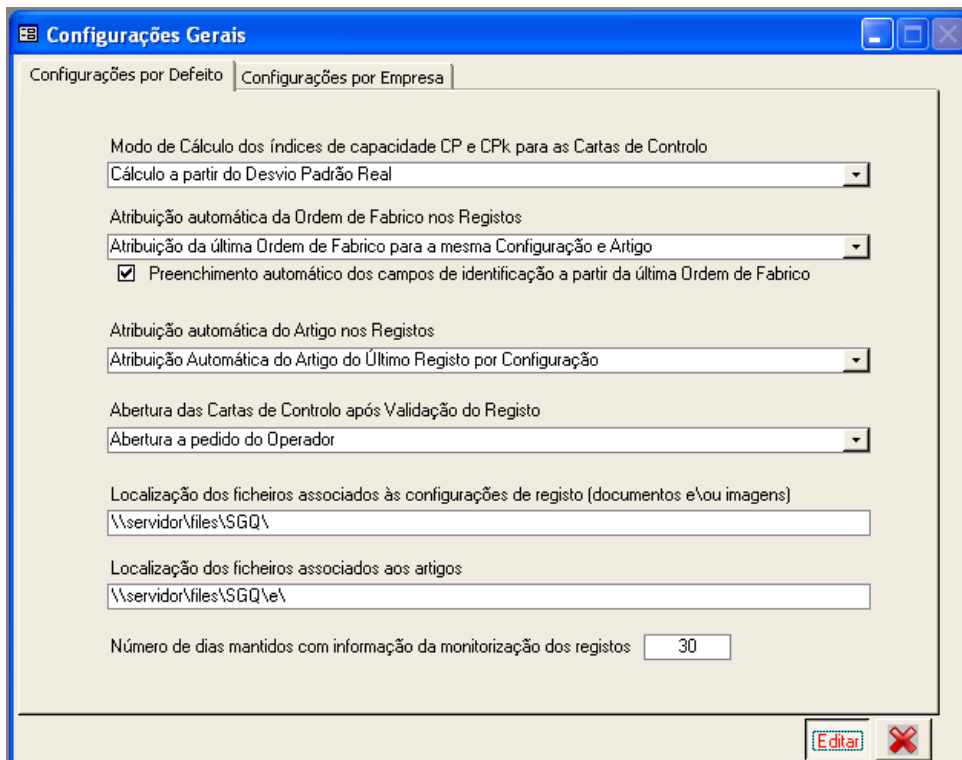 Configurações Gerais
Configurações por Defeito
Configurações por Empresa
Modo de Cálculo dos índices de capacidade CP e CPk para as Cartas de Controlo
Cálculo a partir do Desvio Padrão Real
Atribuição automática da Ordem de Fabrico nos Registos
Atribuição da última Ordem de Fabrico para a mesma Configuração e Artigo
Preenchimento automático dos campos de identificação a partir da última Ordem de Fabrico
Atribuição automática do Artigo nos Registos
Atribuição Automática do Artigo do Último Registo por Configuração
Abertura das Cartas de Controlo após Validação do Registo
Abertura a pedido do Operador
Localização dos ficheiros associados às configurações de registo (documentos e\ou imagens)
\\servidor\files\SGQ\
Localização dos ficheiros associados aos artigos
\\servidor\files\SGQ\e\
Número de dias mantidos com informação da monitorização dos registos 30
Editar